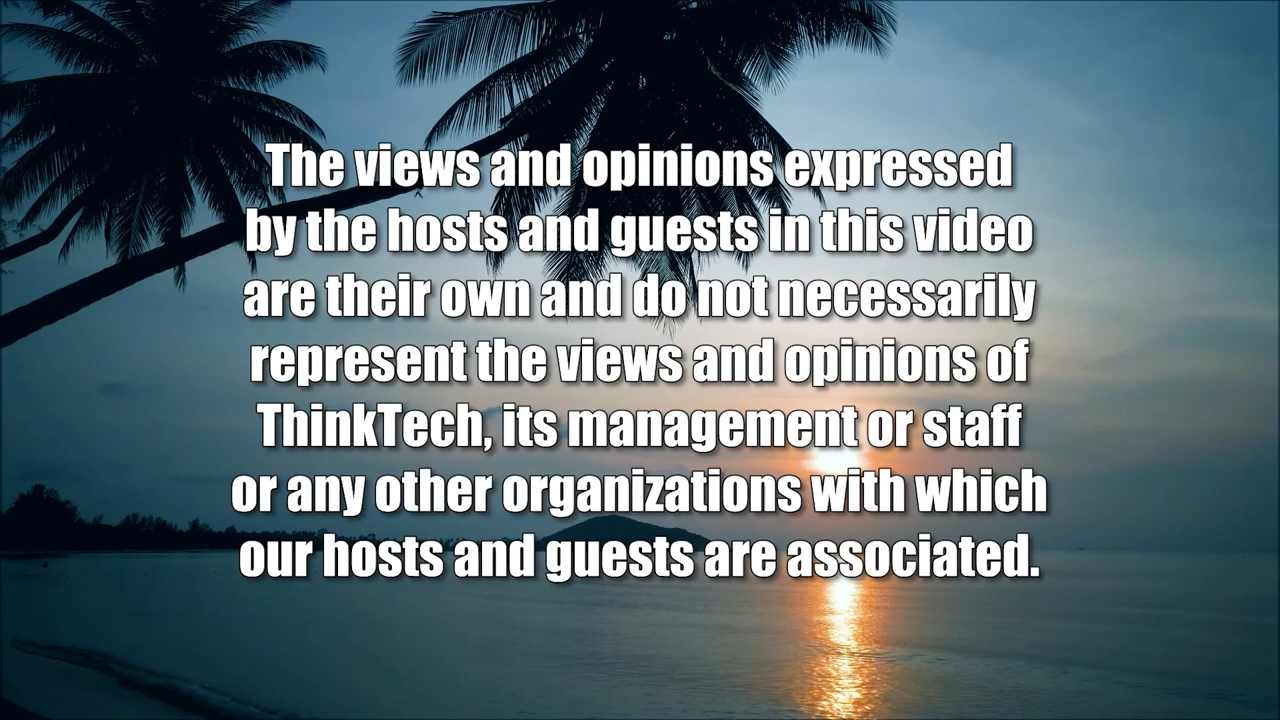 The views and opinions expressed
by the hosts and guests in this video
are their own and do not necessarily
represent the views and opinions of
ThinkTech, its management or staff
or any other organizations with which
our hosts and guests are associated.